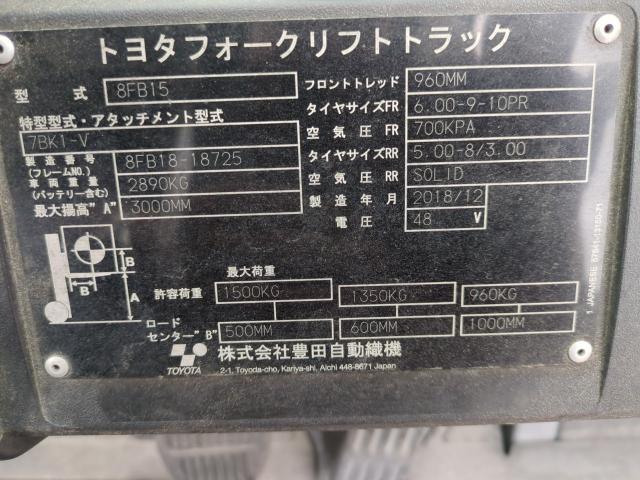 トヨタフォークリフトトラック
型 式 8FB15
特型型式・アタッチメント型式
7BK1-V
製造番号 (フレームNO.) 8FB18-18725
車両重量 (バッテリー含む) 2890KG
最大揚高"A" 3000MM
フロントトレッド 960MM
タイヤサイズFR 6.00-9-10PR
空気圧 FR 700KPA
タイヤサイズRR 5.00-8/3.00
空気圧 RR SOLID
製造年月 2018/12
電圧 48 V
B B A
最大荷重
許容荷重 1500KG 1350KG 960KG
ロードセンター"B" 500MM 600MM 1000MM
TOYOTA 株式会社豊田自動織機
2-1, Toyoda-cho, Kariya-shi, Aichi 448-8671 Japan
1 JAPANESE